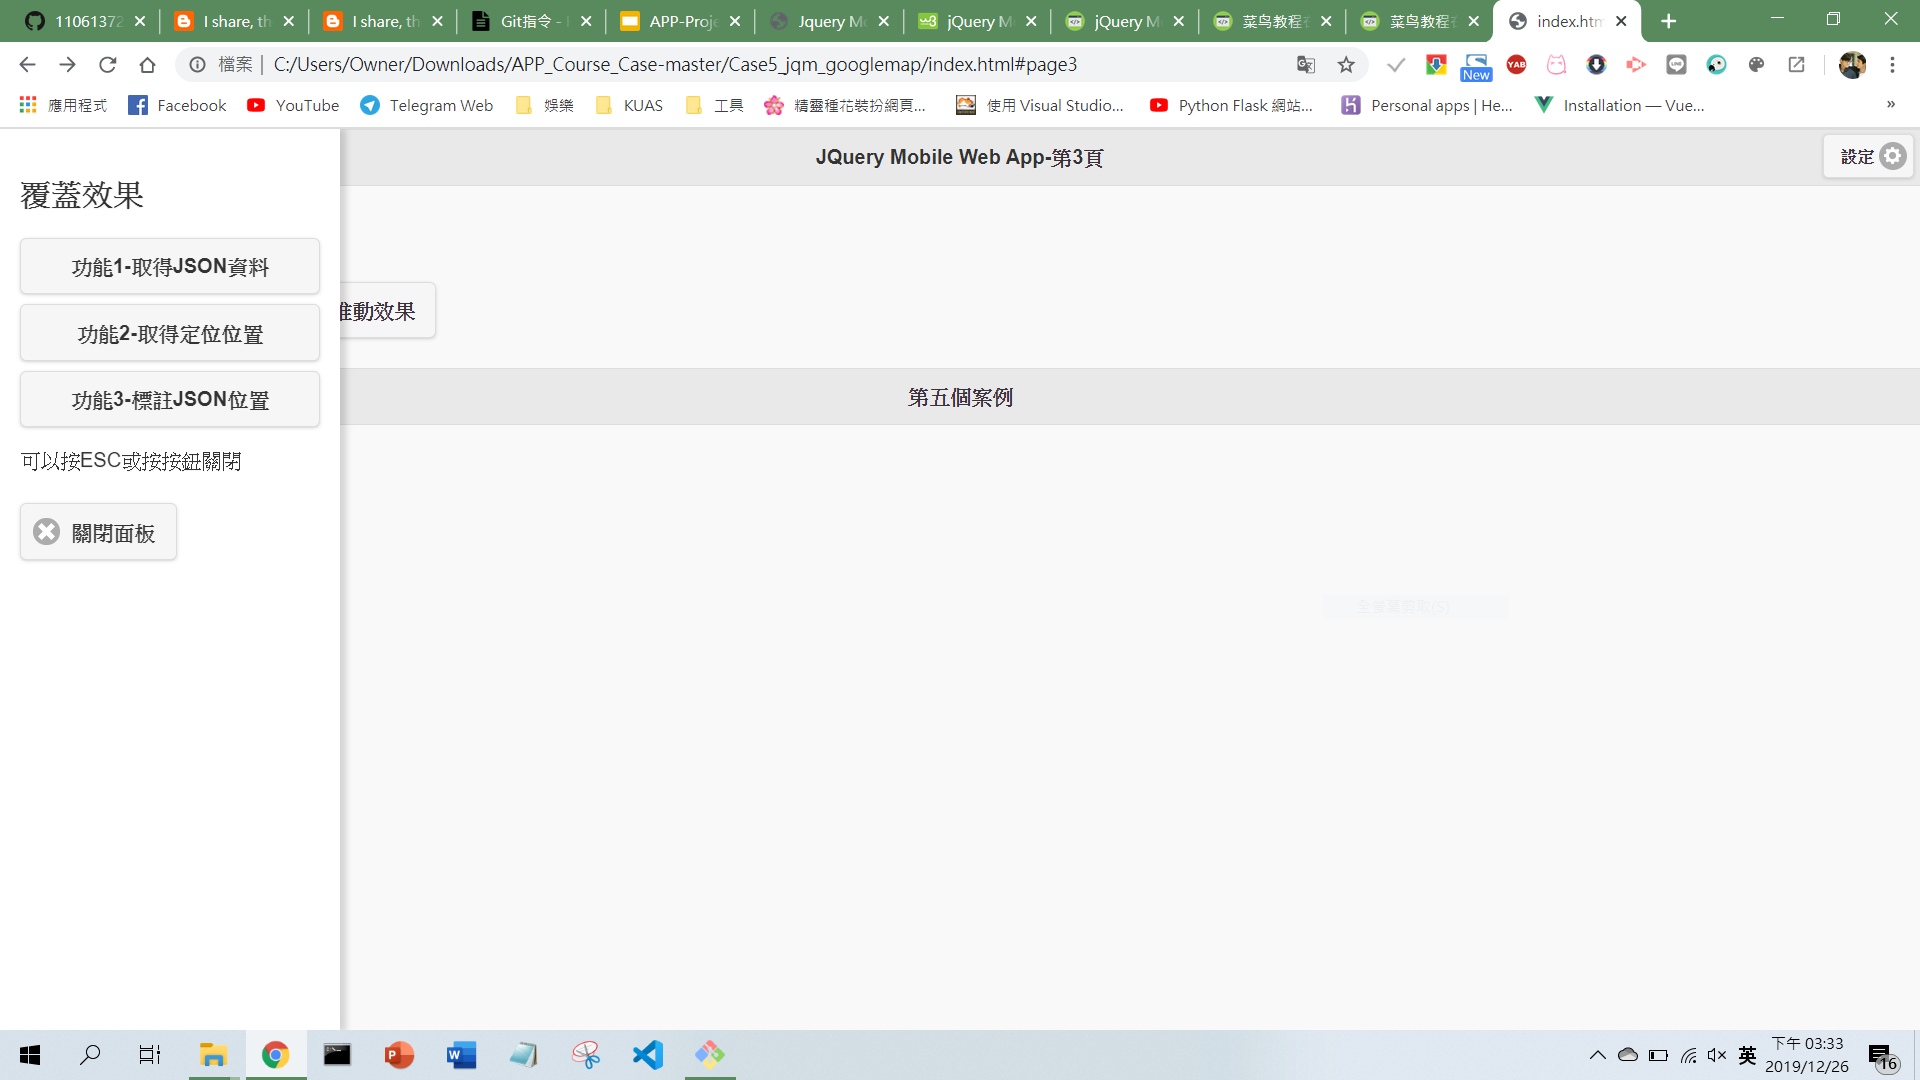 11061372
I share, th
I share, th
Git指令 -
APP-Proje
Jquery Mo
jQuery M
jQuery M
菜鸟教程
菜鸟教程
index.htm
檔案
C:/Users/Owner/Downloads/APP_Course_Case-master/Case5_jqm_googlemap/index.html#page3
New
YAB
應用程式
Facebook
YouTube
Telegram Web
娛樂
KUAS
工具
精靈種花裝扮網頁...
使用 Visual Studio...
Python Flask 網站...
Personal apps | He...
Installation — Vue...
»
JQuery Mobile Web App-第3頁
設定
覆蓋效果
功能1-取得JSON資料
推動效果
功能2-取得定位位置
功能3-標註JSON位置
第五個案例
可以按ESC或按按鈕關閉
關閉面板
英
下午 03:33
2019/12/26
16